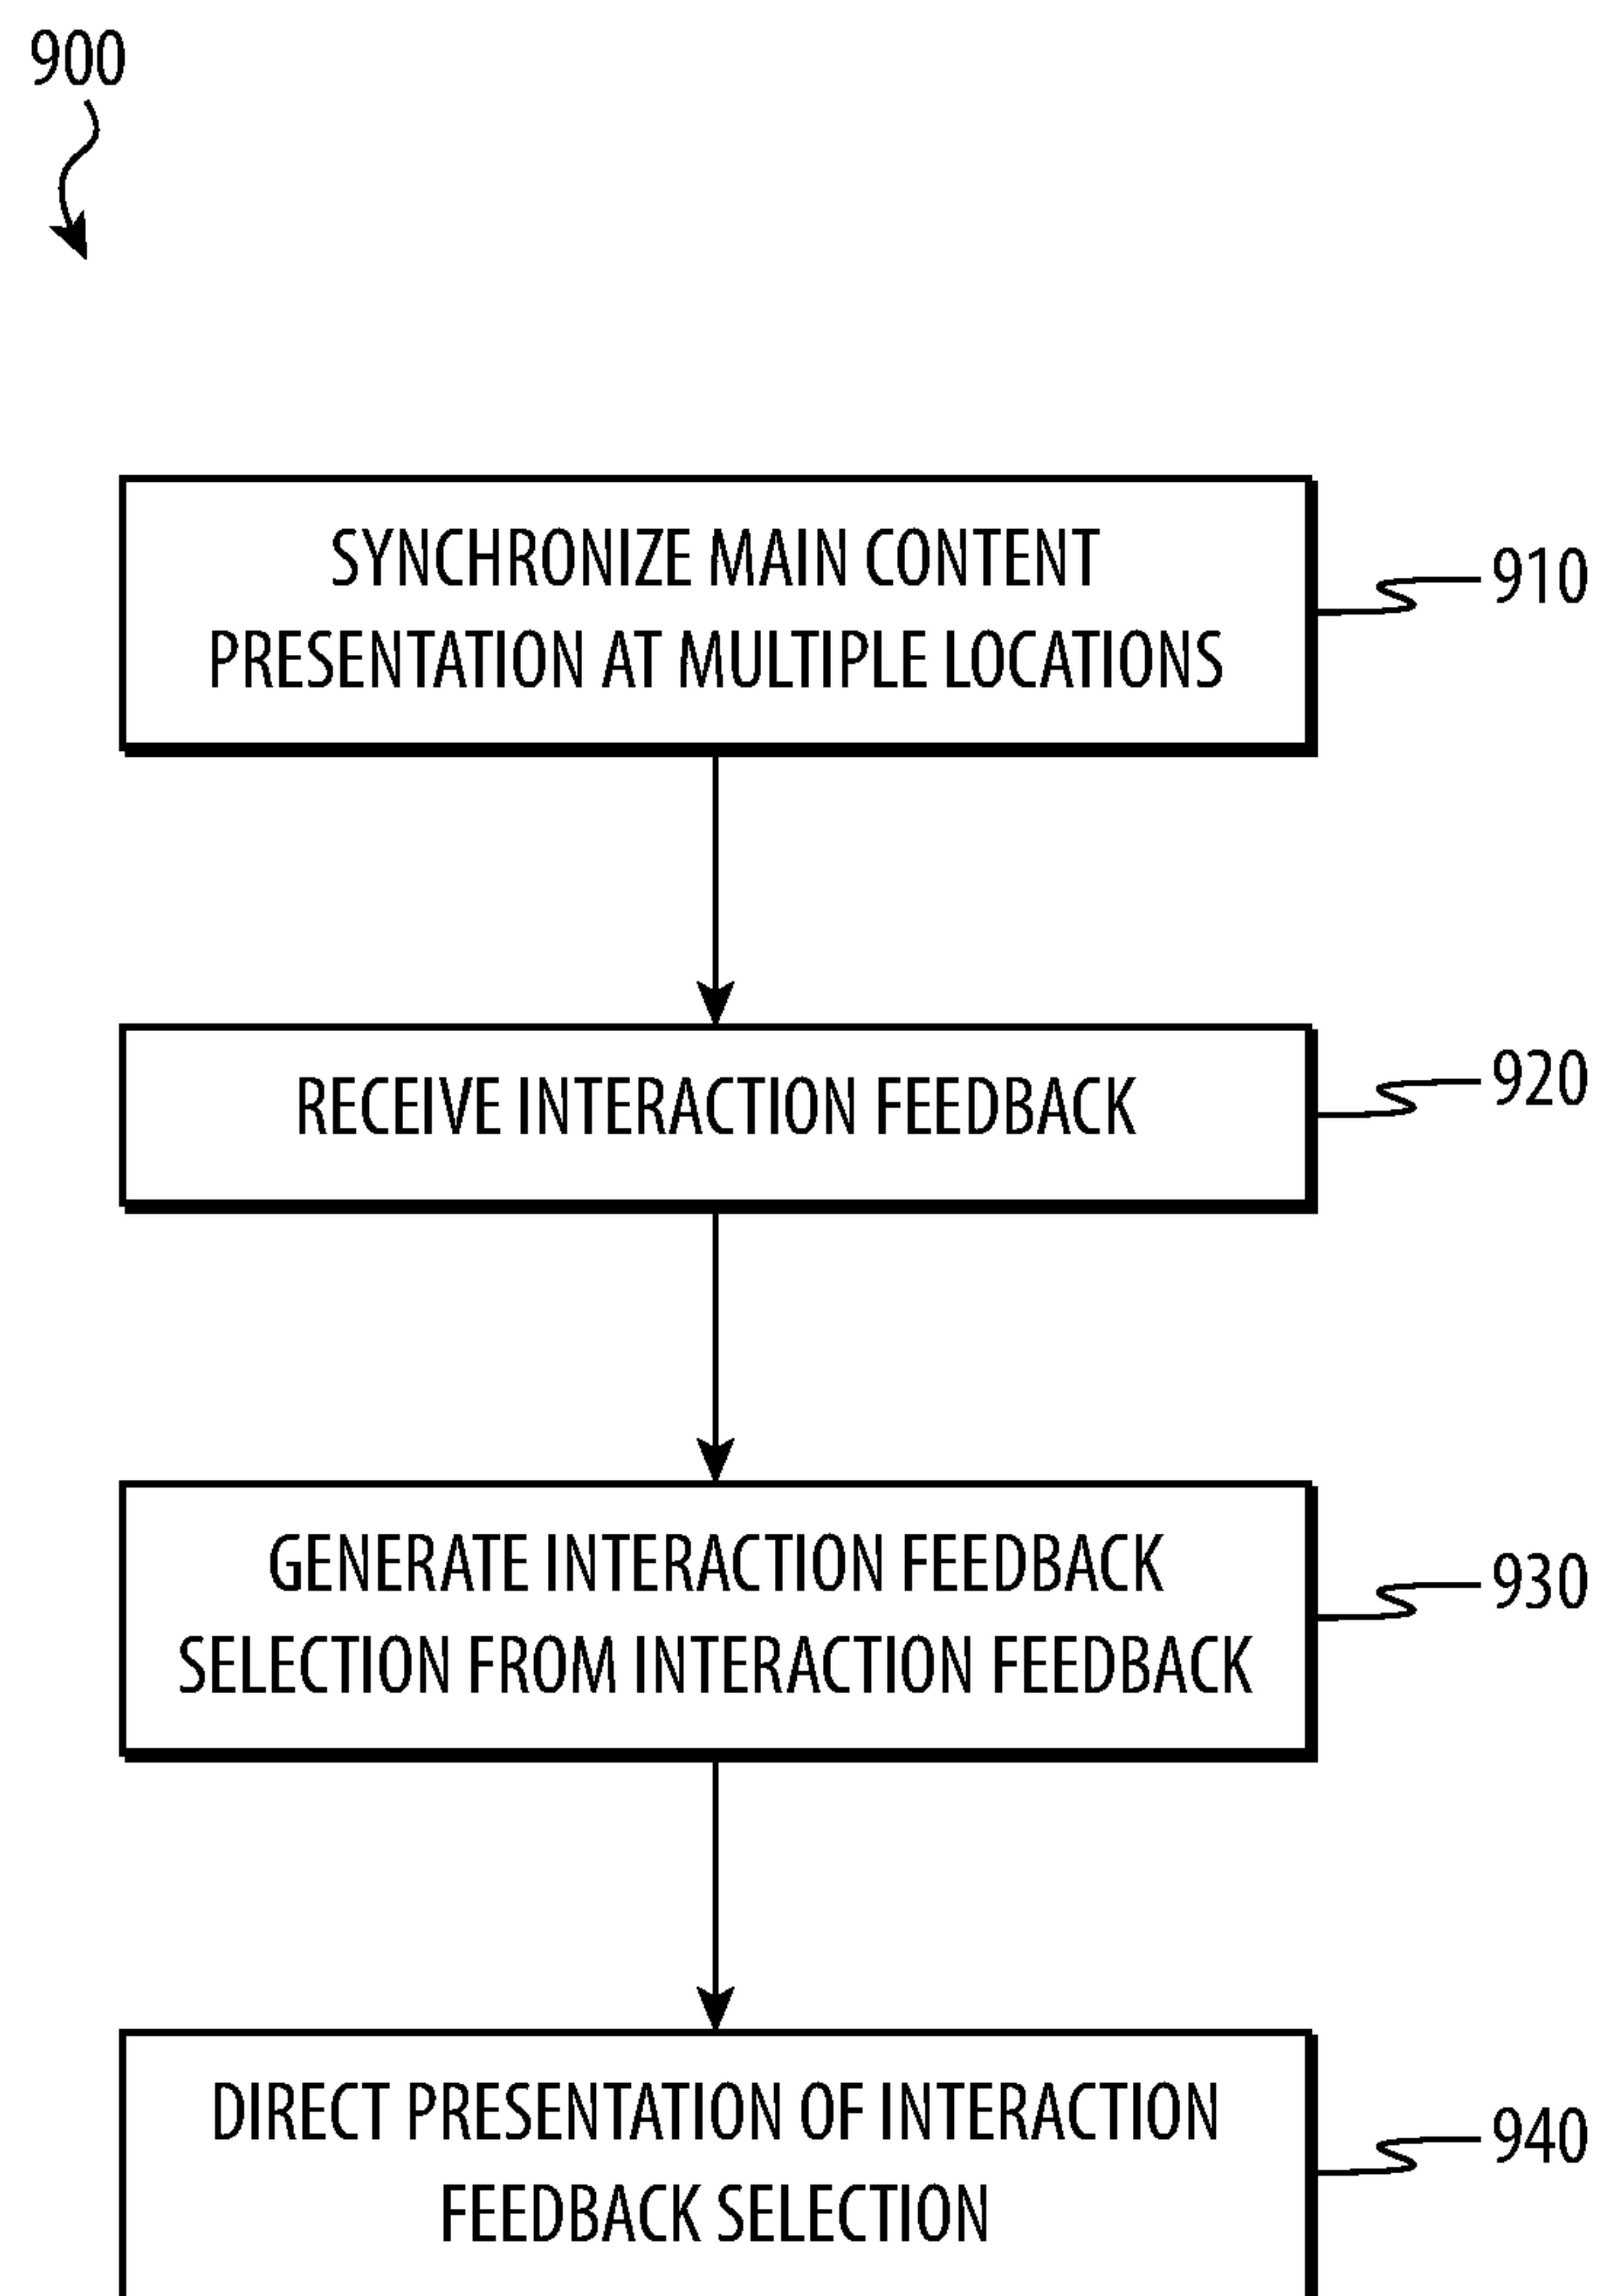 900
SYNCHRONIZE MAIN CONTENT
PRESENTATION AT MULTIPLE LOCATIONS
910
RECEIVE INTERACTION FEEDBACK
920
GENERATE INTERACTION FEEDBACK
SELECTION FROM INTERACTION FEEDBACK
930
DIRECT PRESENTATION OF INTERACTION
FEEDBACK SELECTION
940